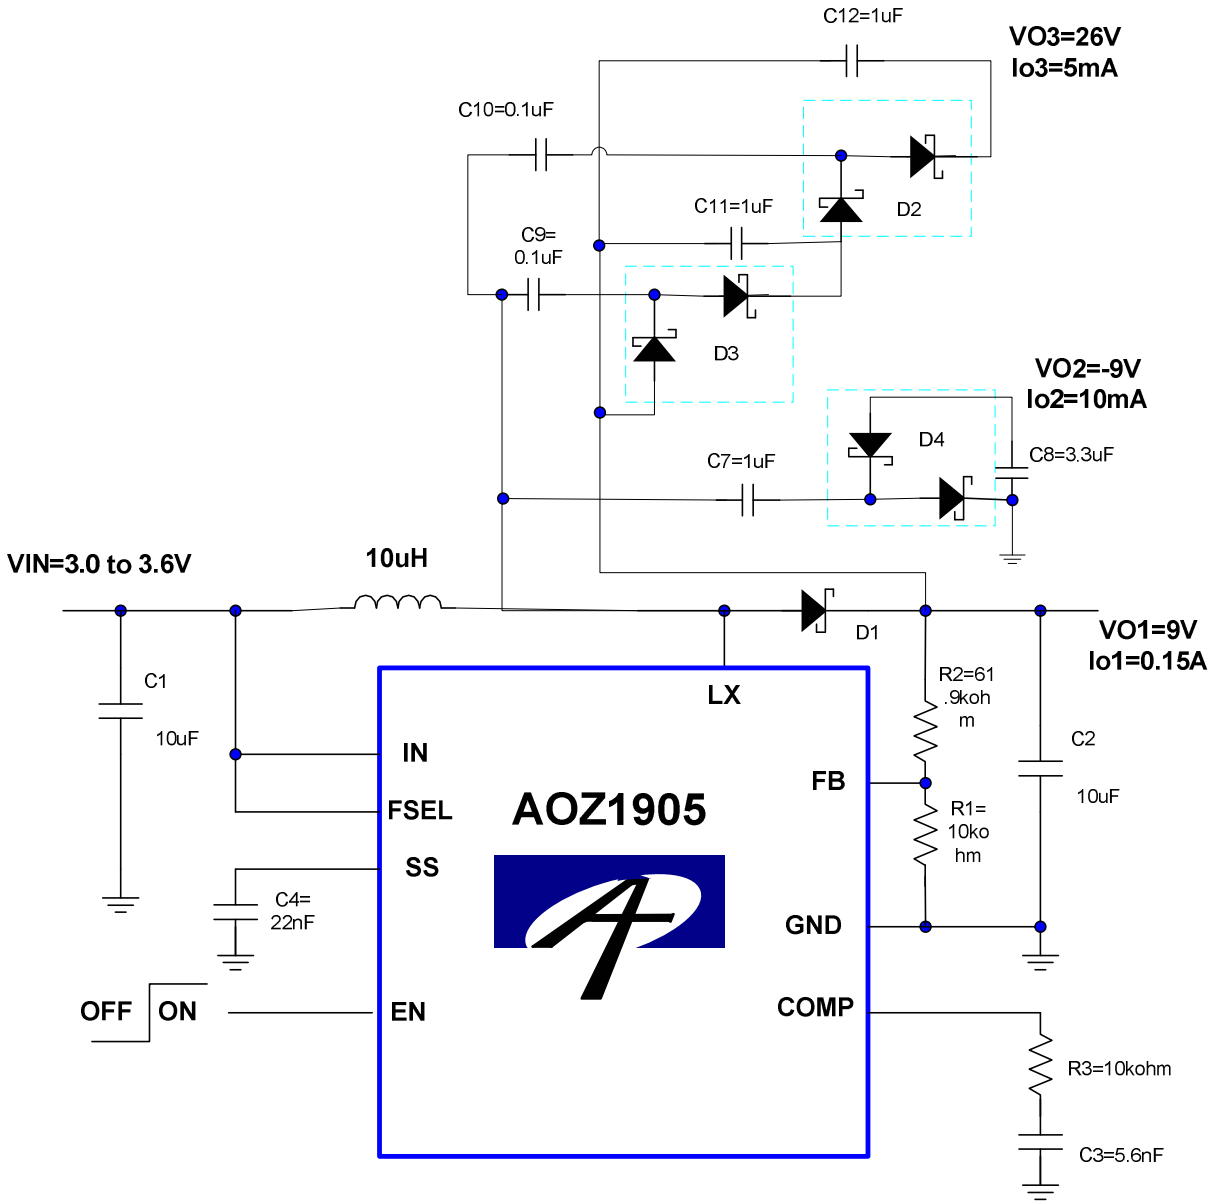 C12=1uF
VO3=26V
Io3=5mA
C10=0.1uF
C11=1uF
D2
C9=
0.1uF
D3
VO2=-9V
Io2=10mA
D4
C7=1uF
C8=3.3uF
VIN=3.0 to 3.6V
10uH
D1
VO1=9V
Io1=0.15A
C1
10uF
LX
R2=61
.9koh
m
C2
10uF
IN
FB
FSEL
AOZ1905
R1=
10ko
hm
SS
C4=
22nF
GND
OFF
ON
EN
COMP
R3=10kohm
C3=5.6nF